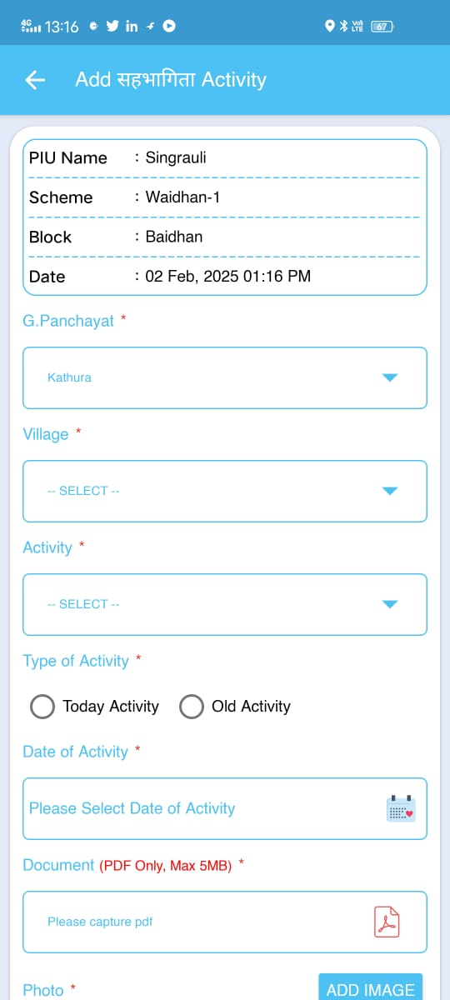 4G 13:16 Vo) LTE 67
Add सहभागिता Activity
PIU Name : Singrauli
Scheme : Waidhan-1
Block : Baidhan
Date : 02 Feb, 2025 01:16 PM
G.Panchayat *
Kathura
Village *
-- SELECT --
Activity *
-- SELECT --
Type of Activity *
Today Activity Old Activity
Date of Activity *
Please Select Date of Activity
Document (PDF Only, Max 5MB) *
Please capture pdf
Photo * ADD IMAGE